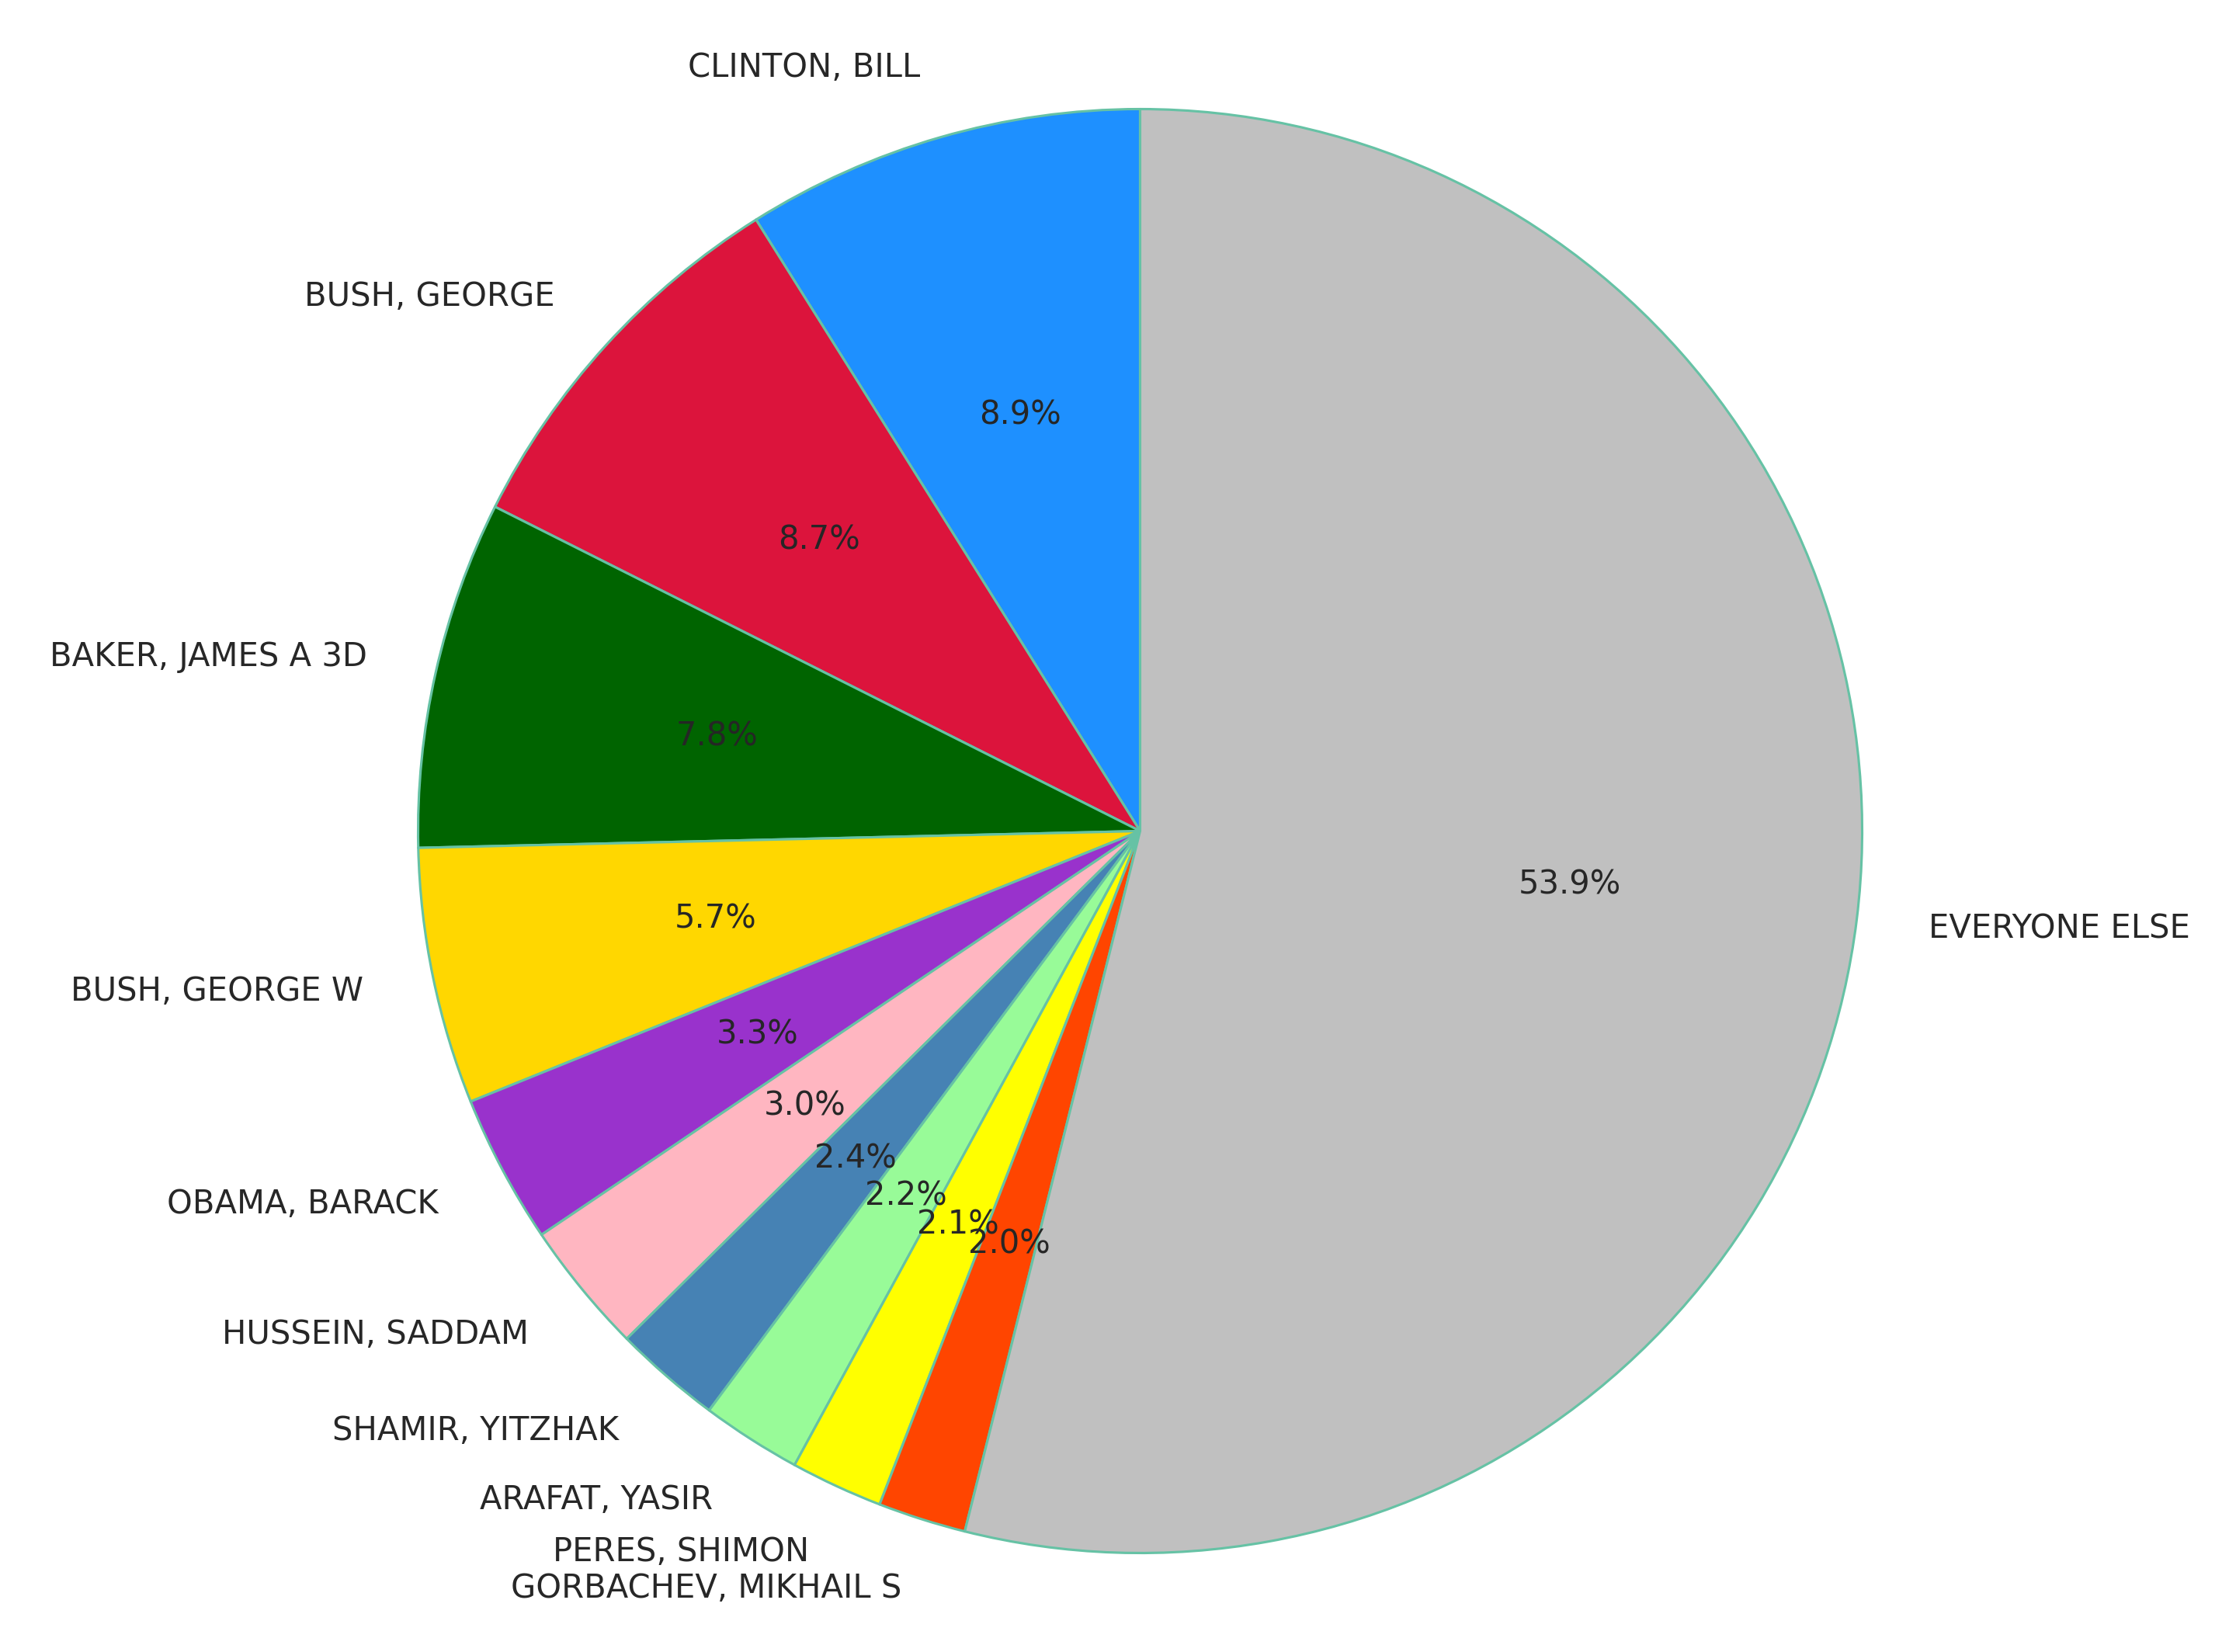 CLINTON, BILL
8.9%
BUSH, GEORGE
8.7%
BAKER, JAMES A 3D
7.8%
BUSH, GEORGE W
5.7%
OBAMA, BARACK
3.3%
HUSSEIN, SADDAM
3.0%
SHAMIR, YITZHAK
2.4%
ARAFAT, YASIR
2.2%
PERES, SHIMON
2.1%
GORBACHEV, MIKHAIL S
2.0%
EVERYONE ELSE
53.9%